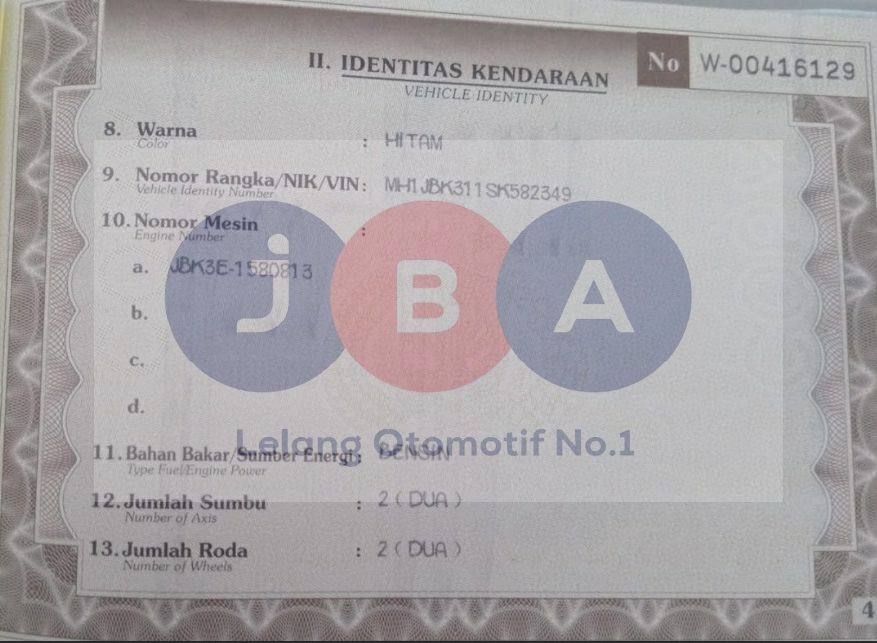 II. IDENTITAS KENDARAAN
VEHICLE IDENTITY
No W-00416129
8. Warna : HITAM
Color
9. Nomor Rangka/NIK/VIN : MH1JBK311SK582349
Vehicle Identity Number
10. Nomor Mesin :
Engine Number
a. JBK3E-1580813
b.
c.
d.
jBA
Lelang Otomotif No.1
11. Bahan Bakar/Sumber Energi : BENSIN
Type Fuel/Engine Power
12. Jumlah Sumbu : 2 ( DUA )
Number of Axis
13. Jumlah Roda : 2 ( DUA )
Number of Wheels
4